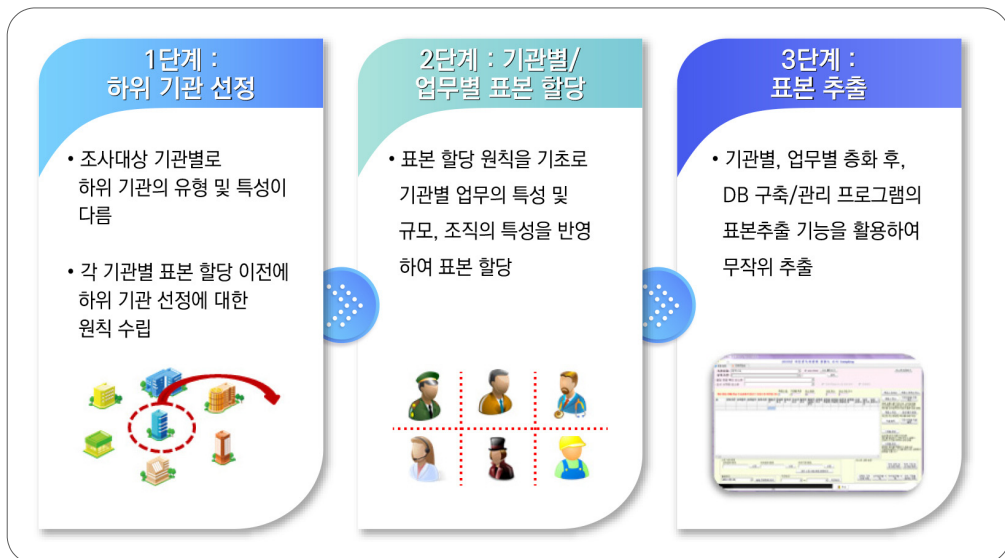 1단계 :
하위 기관 선정
• 조사대상 기관별로
하위 기관의 유형 및 특성이
다름
• 각 기관별 표본 할당 이전에
하위 기관 선정에 대한
원칙 수립
2단계 : 기관별/
업무별 표본 할당
• 표본 할당 원칙을 기초로
기관별 업무의 특성 및
규모, 조직의 특성을 반영
하여 표본 할당
3단계 :
표본 추출
• 기관별, 업무별 층화 후,
DB 구축/관리 프로그램의
표본추출 기능을 활용하여
무작위 추출